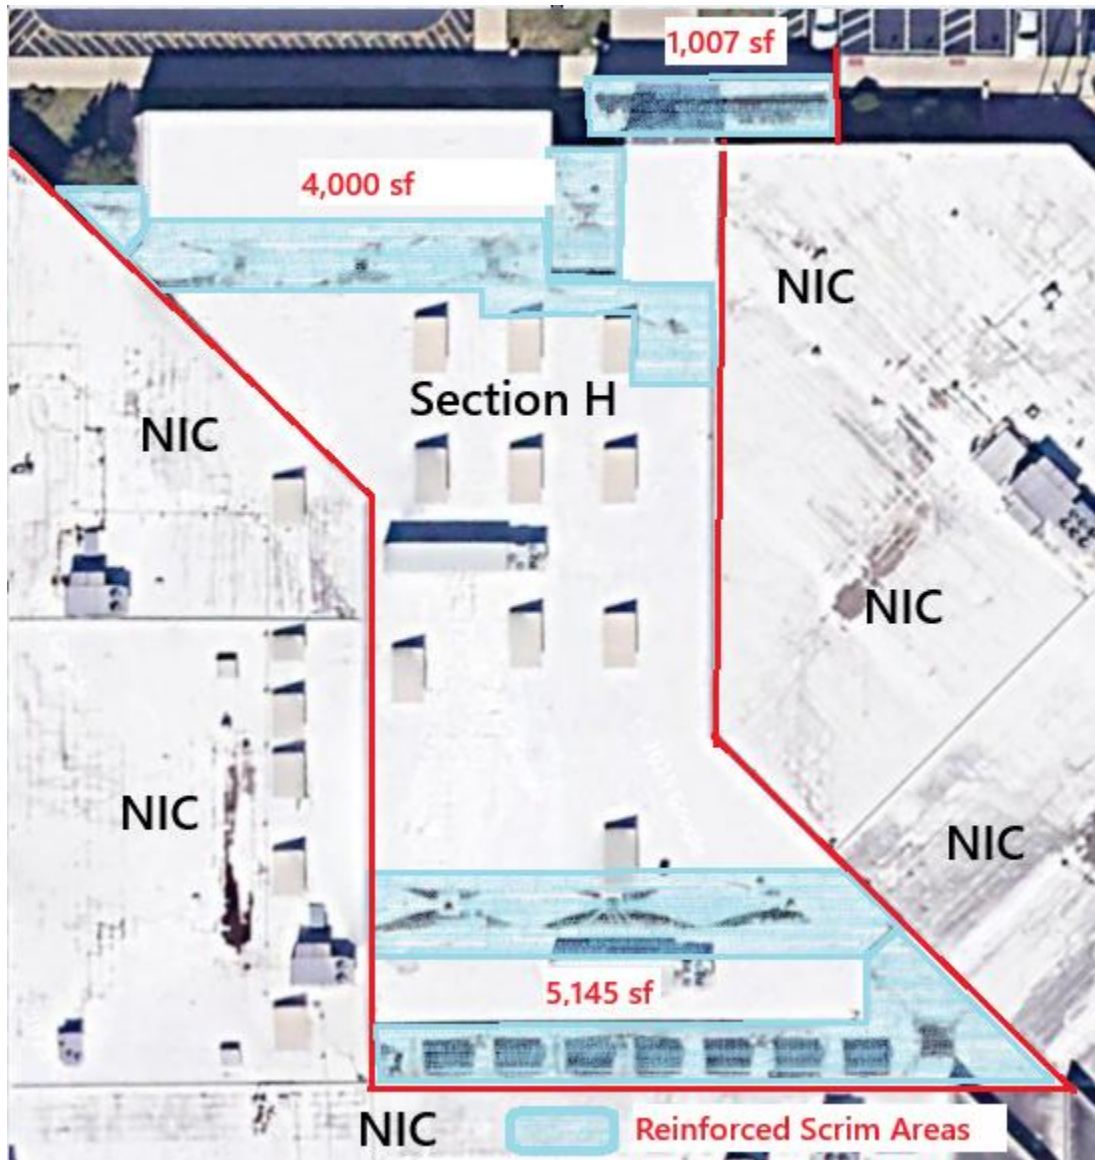 1,007 sf
4,000 sf
NIC
Section H
NIC
NIC
NIC
NIC
5,145 sf
NIC
Reinforced Scrim Areas